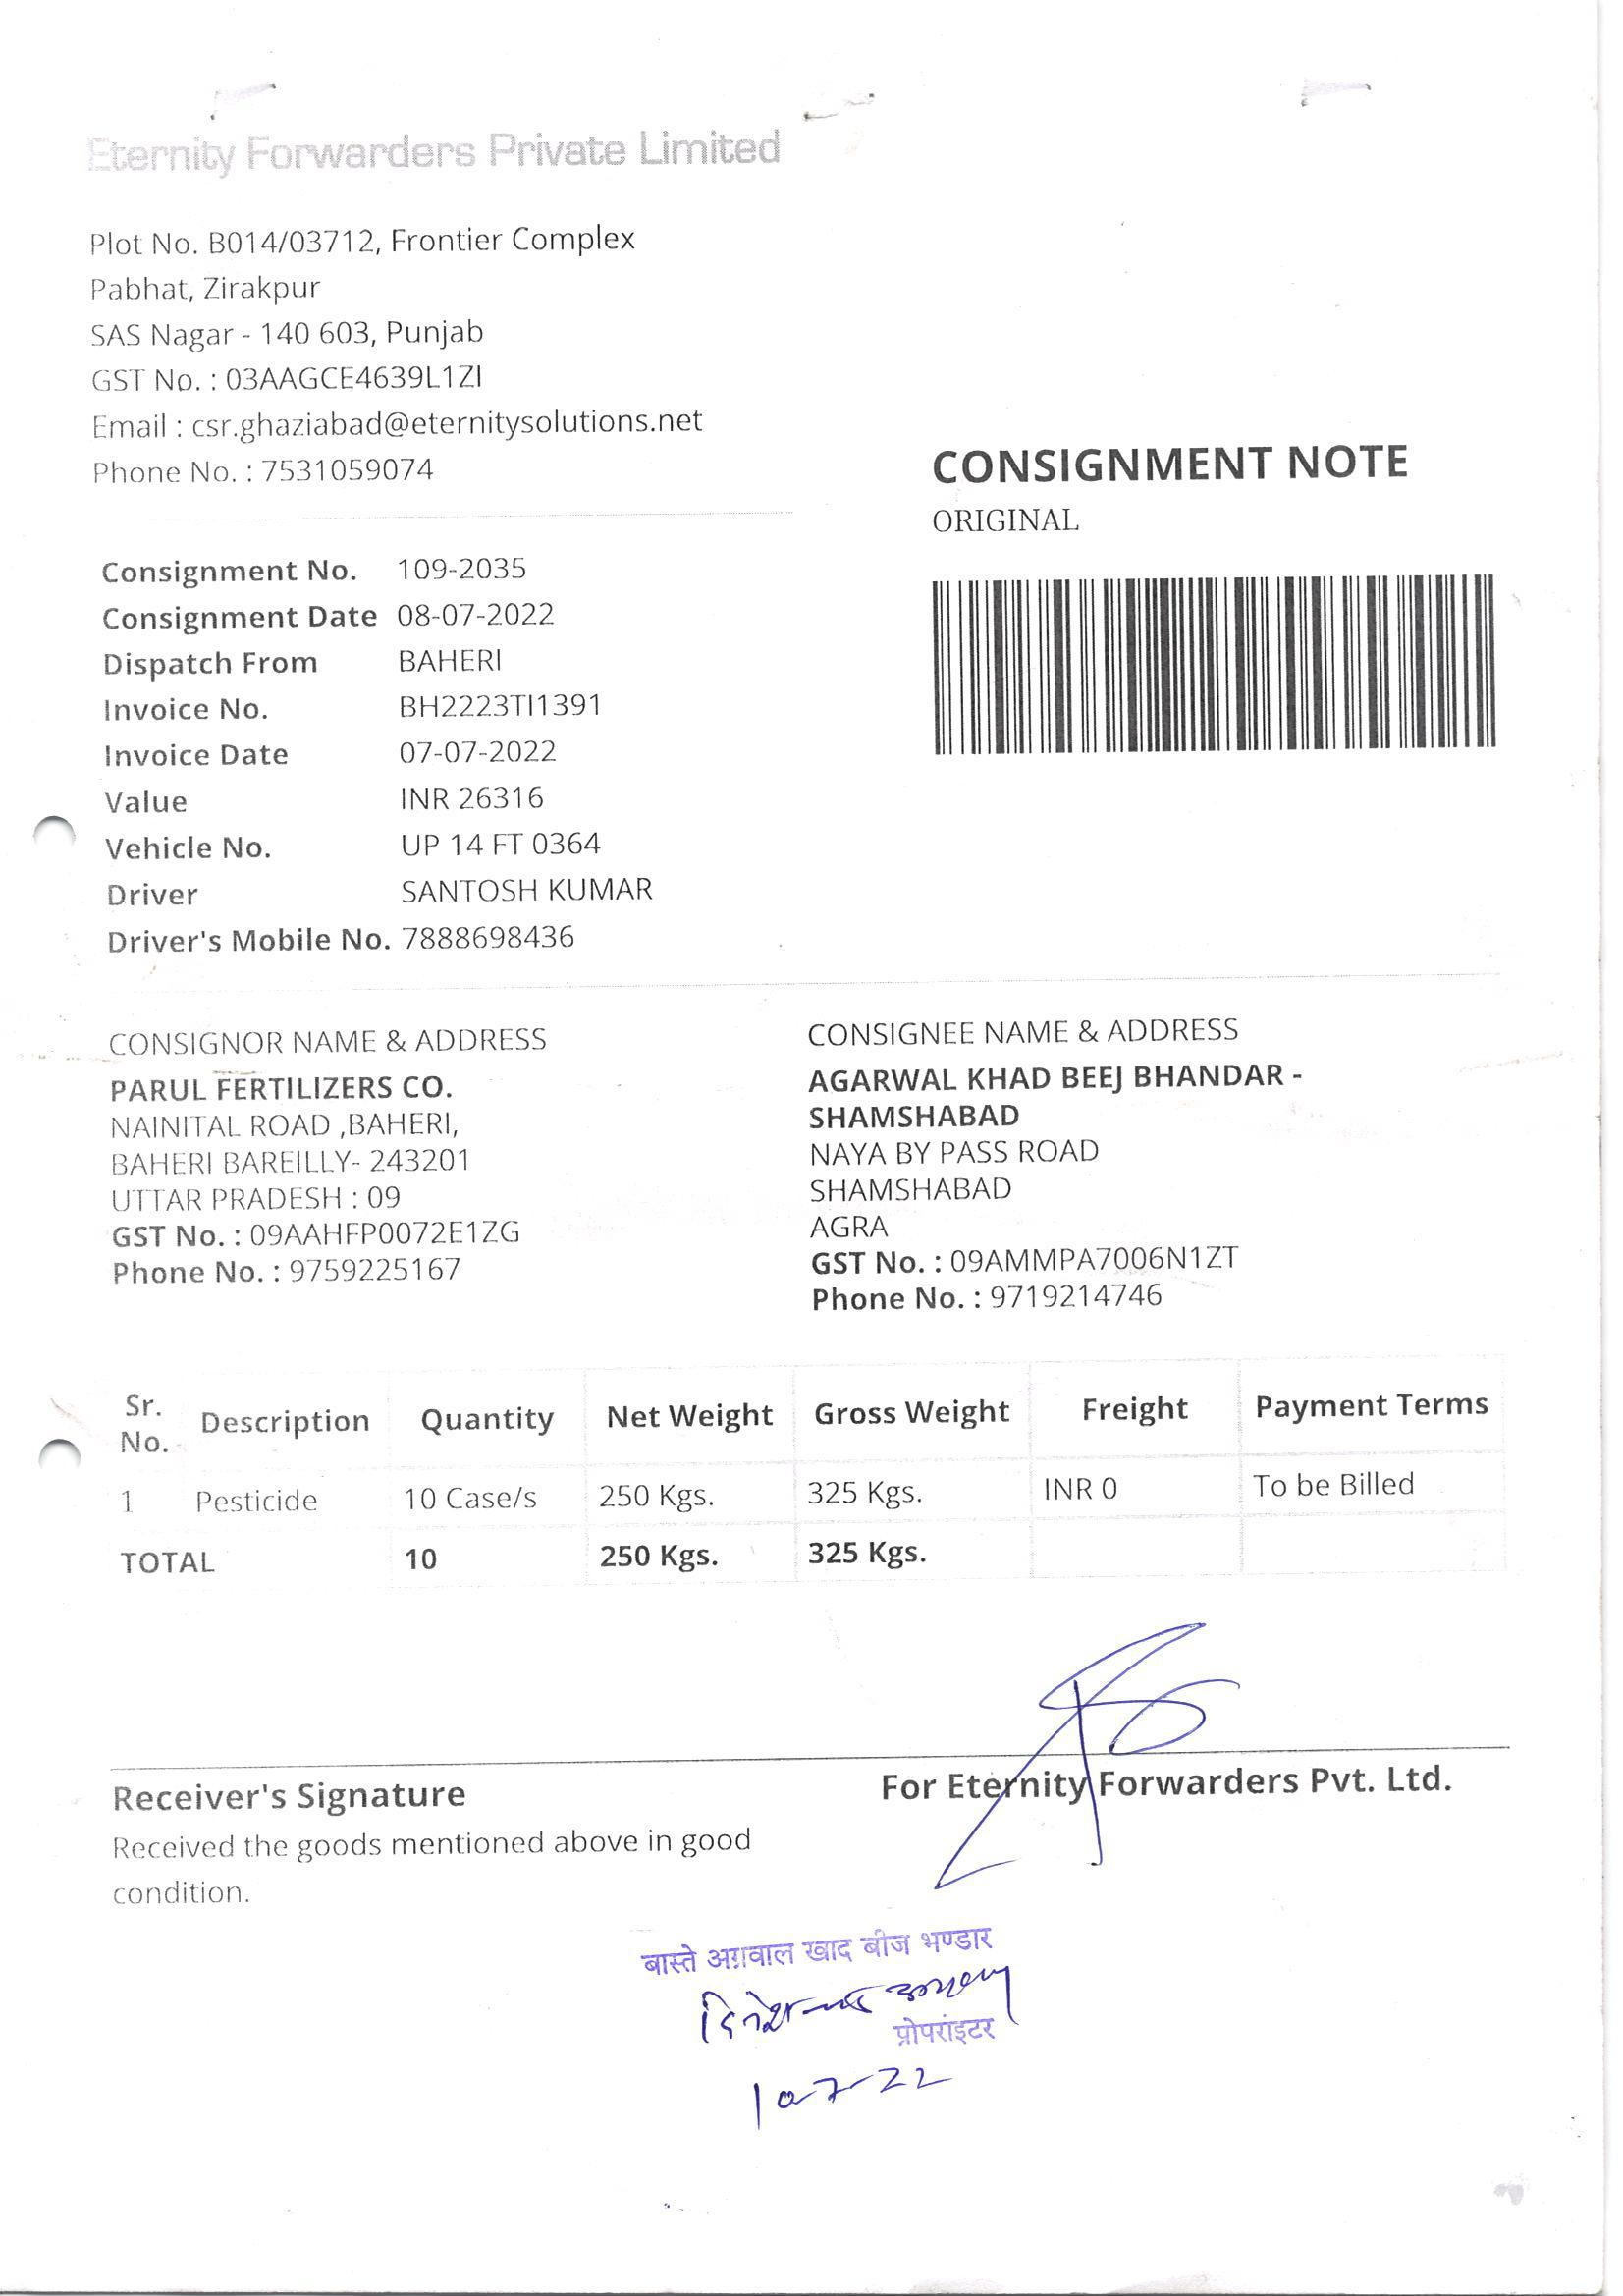 Eternity Forwarders Private Limited
Plot No. B014/03712, Frontier Complex
Pabhat, Zirakpur
SAS Nagar - 140 603, Punjab
GST No. : 03AAGCE4639L1ZI
Email : csr.ghaziabad@eternitysolutions.net
Phone No. : 7531059074
CONSIGNMENT NOTE
ORIGINAL
Consignment No. 109-2035
Consignment Date 08-07-2022
Dispatch From BAHERI
Invoice No. BH2223TI1391
Invoice Date 07-07-2022
Value INR 26316
Vehicle No. UP 14 FT 0364
Driver SANTOSH KUMAR
Driver's Mobile No. 7888698436
CONSIGNOR NAME & ADDRESS
PARUL FERTILIZERS CO.
NAINITAL ROAD ,BAHERI,
BAHERI BAREILLY- 243201
UTTAR PRADESH : 09
GST No. : 09AAHFP0072E1ZG
Phone No. : 9759225167
CONSIGNEE NAME & ADDRESS
AGARWAL KHAD BEEJ BHANDAR -
SHAMSHABAD
NAYA BY PASS ROAD
SHAMSHABAD
AGRA
GST No. : 09AMMPA7006N1ZT
Phone No. : 9719214746
Sr. No. Description Quantity Net Weight Gross Weight Freight Payment Terms
1 Pesticide 10 Case/s 250 Kgs. 325 Kgs. INR 0 To be Billed
TOTAL 10 250 Kgs. 325 Kgs.
Receiver's Signature
Received the goods mentioned above in good
condition.
For Eternity Forwarders Pvt. Ltd.
बास्ते अग्रवाल खाद बीज भण्डार
प्रोपराइटर
10-7-22